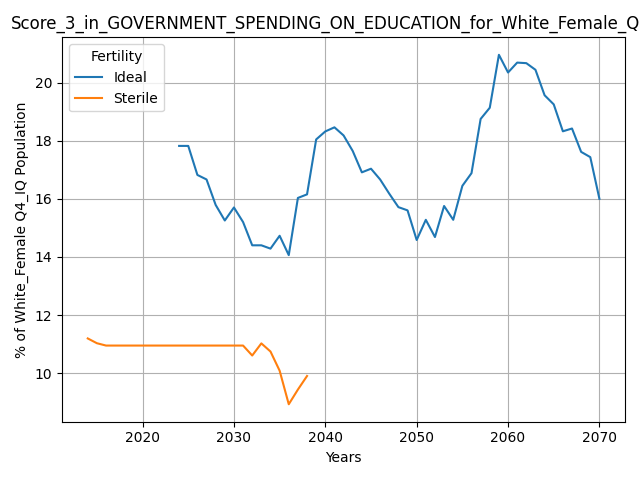 Score_3_in_GOVERNMENT_SPENDING_ON_EDUCATION_for_White_Female_Q
Fertility
Ideal
Sterile
% of White_Female Q4_IQ Population
20
18
16
14
12
10
2020 2030 2040 2050 2060 2070
Years